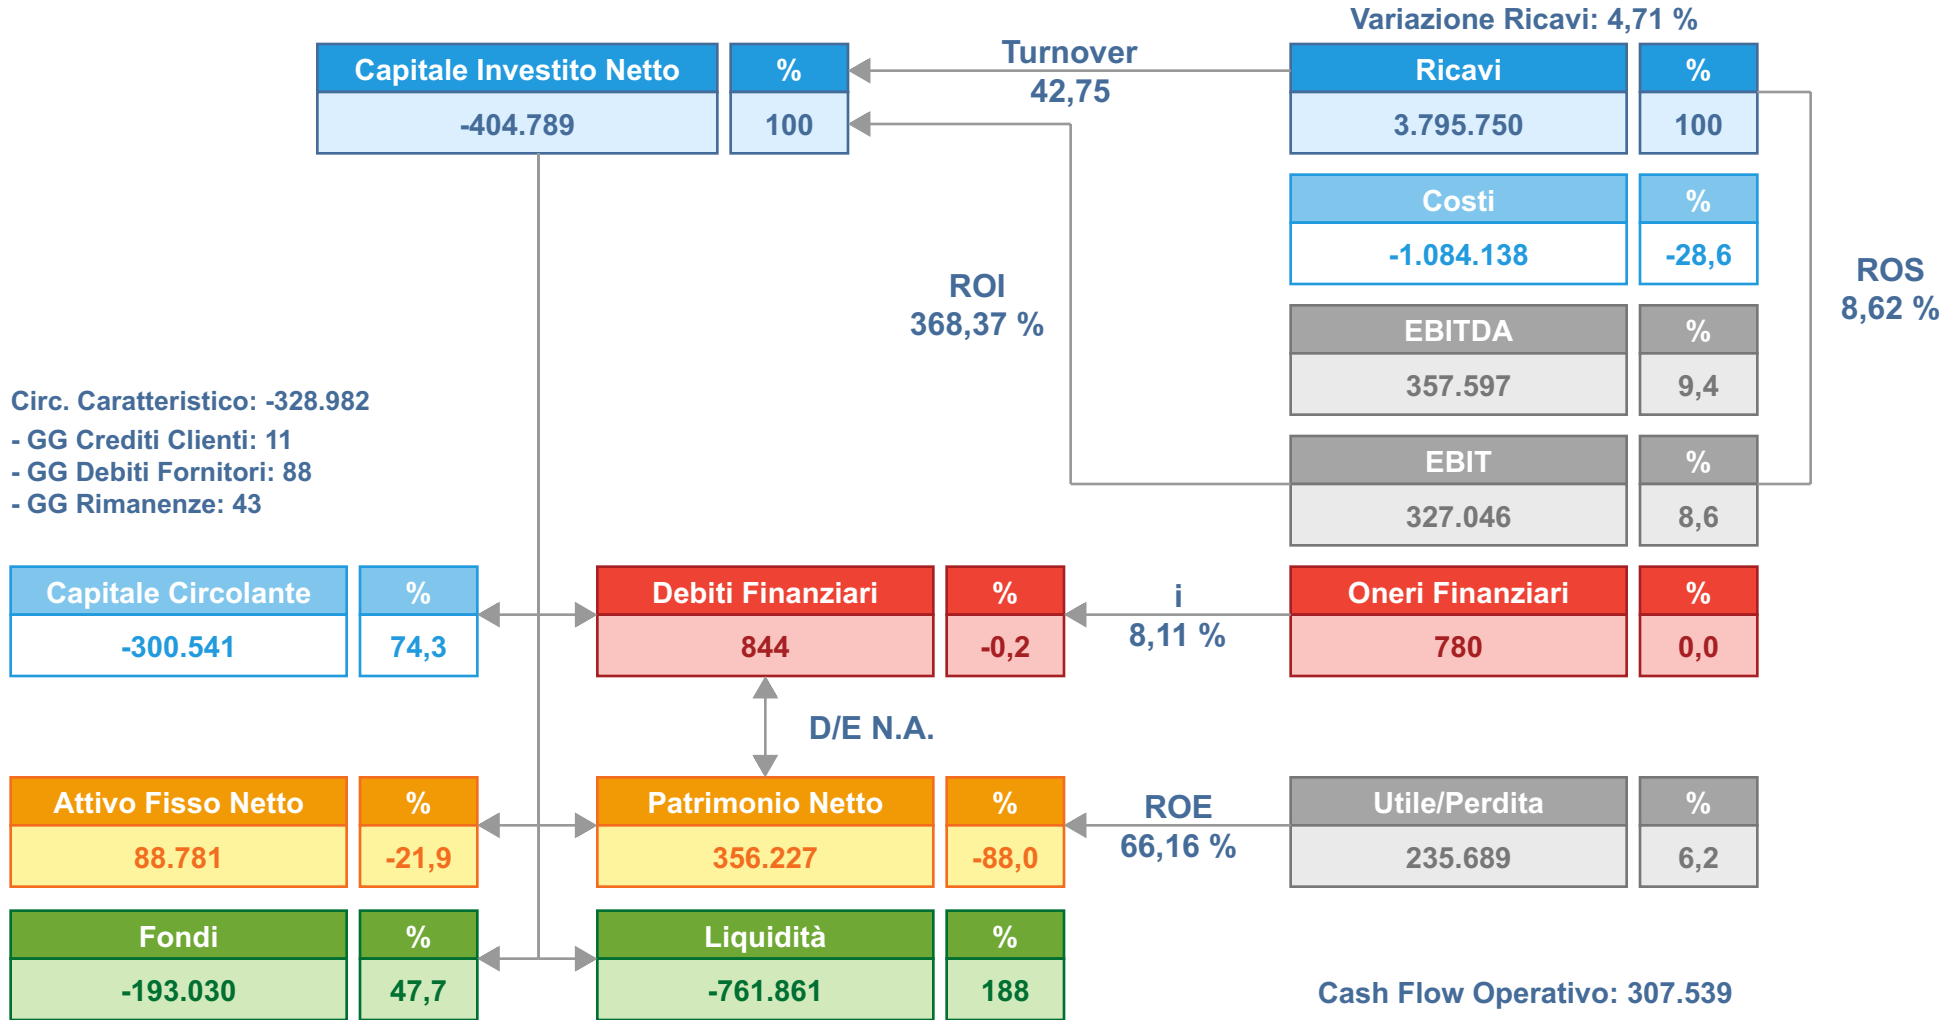 Variazione Ricavi: 4,71 %
Capitale Investito Netto %
-404.789 100
Turnover
42,75
Ricavi %
3.795.750 100
Costi %
-1.084.138 -28,6
ROI
368,37 %
ROS
8,62 %
EBITDA %
357.597 9,4
EBIT %
327.046 8,6
Circ. Caratteristico: -328.982
- GG Crediti Clienti: 11
- GG Debiti Fornitori: 88
- GG Rimanenze: 43
Capitale Circolante %
-300.541 74,3
Debiti Finanziari %
844 -0,2
i
8,11 %
Oneri Finanziari %
780 0,0
D/E N.A.
Attivo Fisso Netto %
88.781 -21,9
Patrimonio Netto %
356.227 -88,0
ROE
66,16 %
Utile/Perdita %
235.689 6,2
Fondi %
-193.030 47,7
Liquidità %
-761.861 188
Cash Flow Operativo: 307.539